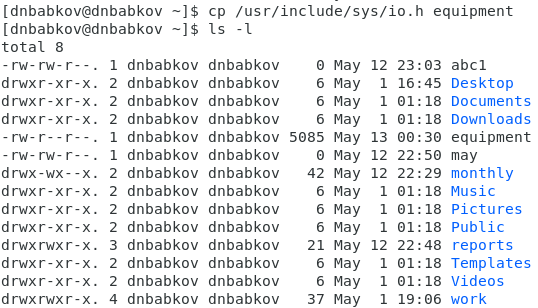 [dnbabkov@dnbabkov ~]$ cp /usr/include/sys/io.h equipment
[dnbabkov@dnbabkov ~]$ ls -l
total 8
-rw-rw-r--. 1 dnbabkov dnbabkov    0 May 12 23:03 abc1
drwxr-xr-x. 2 dnbabkov dnbabkov    6 May  1 16:45 Desktop
drwxr-xr-x. 2 dnbabkov dnbabkov    6 May  1 01:18 Documents
drwxr-xr-x. 2 dnbabkov dnbabkov    6 May  1 01:18 Downloads
-rw-r--r--. 1 dnbabkov dnbabkov 5085 May 13 00:30 equipment
-rw-rw-r--. 1 dnbabkov dnbabkov    0 May 12 22:50 may
drwx-wx--x. 2 dnbabkov dnbabkov   42 May 12 22:29 monthly
drwxr-xr-x. 2 dnbabkov dnbabkov    6 May  1 01:18 Music
drwxr-xr-x. 2 dnbabkov dnbabkov    6 May  1 01:18 Pictures
drwxr-xr-x. 2 dnbabkov dnbabkov    6 May  1 01:18 Public
drwxrwxr-x. 3 dnbabkov dnbabkov   21 May 12 22:48 reports
drwxr-xr-x. 2 dnbabkov dnbabkov    6 May  1 01:18 Templates
drwxr-xr-x. 2 dnbabkov dnbabkov    6 May  1 01:18 Videos
drwxrwxr-x. 4 dnbabkov dnbabkov   37 May  1 19:06 work